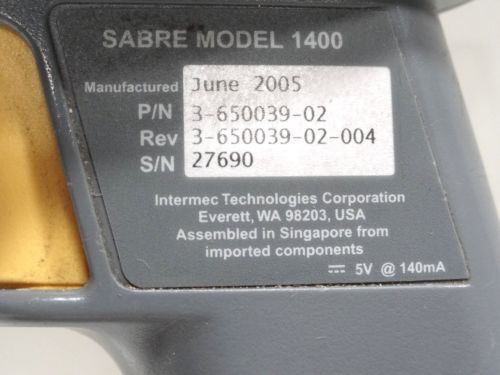 SABRE MODEL 1400
Manufactured June 2005
P/N 3-650039-02
Rev 3-650039-02-004
S/N 27690
Intermec Technologies Corporation
Everett, WA 98203, USA
Assembled in Singapore from
imported components
⎓ 5V @ 140mA